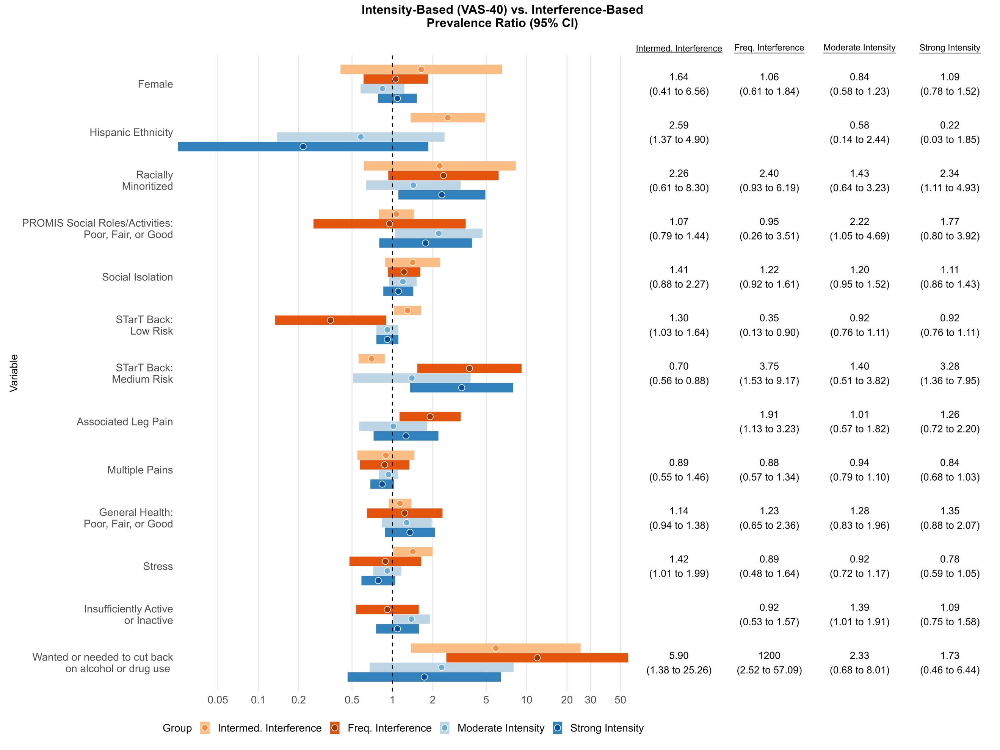 Intensity-Based (VAS-40) vs. Interference-Based
Prevalence Ratio (95% CI)
Intermed. Interference Freq. Interference Moderate Intensity Strong Intensity
Female
1.64 1.06 0.84 1.09
(0.41 to 6.56) (0.61 to 1.84) (0.58 to 1.23) (0.78 to 1.52)
Hispanic Ethnicity
2.59 0.58 0.22
(1.37 to 4.90) (0.14 to 2.44) (0.03 to 1.85)
Racially
Minoritized
2.26 2.40 1.43 2.34
(0.61 to 8.30) (0.93 to 6.19) (0.64 to 3.23) (1.11 to 4.93)
PROMIS Social Roles/Activities:
Poor, Fair, or Good
1.07 0.95 2.22 1.77
(0.79 to 1.44) (0.26 to 3.51) (1.05 to 4.69) (0.80 to 3.92)
Social Isolation
1.41 1.22 1.20 1.11
(0.88 to 2.27) (0.92 to 1.61) (0.95 to 1.52) (0.86 to 1.43)
STarT Back:
Low Risk
1.30 0.35 0.92 0.92
(1.03 to 1.64) (0.13 to 0.90) (0.76 to 1.11) (0.76 to 1.11)
Variable
STarT Back:
Medium Risk
0.70 3.75 1.40 3.28
(0.56 to 0.88) (1.53 to 9.17) (0.51 to 3.82) (1.36 to 7.95)
Associated Leg Pain
1.91 1.01 1.26
(1.13 to 3.23) (0.57 to 1.82) (0.72 to 2.20)
Multiple Pains
0.89 0.88 0.94 0.84
(0.55 to 1.46) (0.57 to 1.34) (0.79 to 1.10) (0.68 to 1.03)
General Health:
Poor, Fair, or Good
1.14 1.23 1.28 1.35
(0.94 to 1.38) (0.65 to 2.36) (0.83 to 1.96) (0.88 to 2.07)
Stress
1.42 0.89 0.92 0.78
(1.01 to 1.99) (0.48 to 1.64) (0.72 to 1.17) (0.59 to 1.05)
Insufficiently Active
or Inactive
0.92 1.39 1.09
(0.53 to 1.57) (1.01 to 1.91) (0.75 to 1.58)
Wanted or needed to cut back
on alcohol or drug use
5.90 1200 2.33 1.73
(1.38 to 25.26) (2.52 to 57.09) (0.68 to 8.01) (0.46 to 6.44)
0.05 0.1 0.2 0.5 1 2 5 10 20 30 50
Group Intermed. Interference Freq. Interference Moderate Intensity Strong Intensity